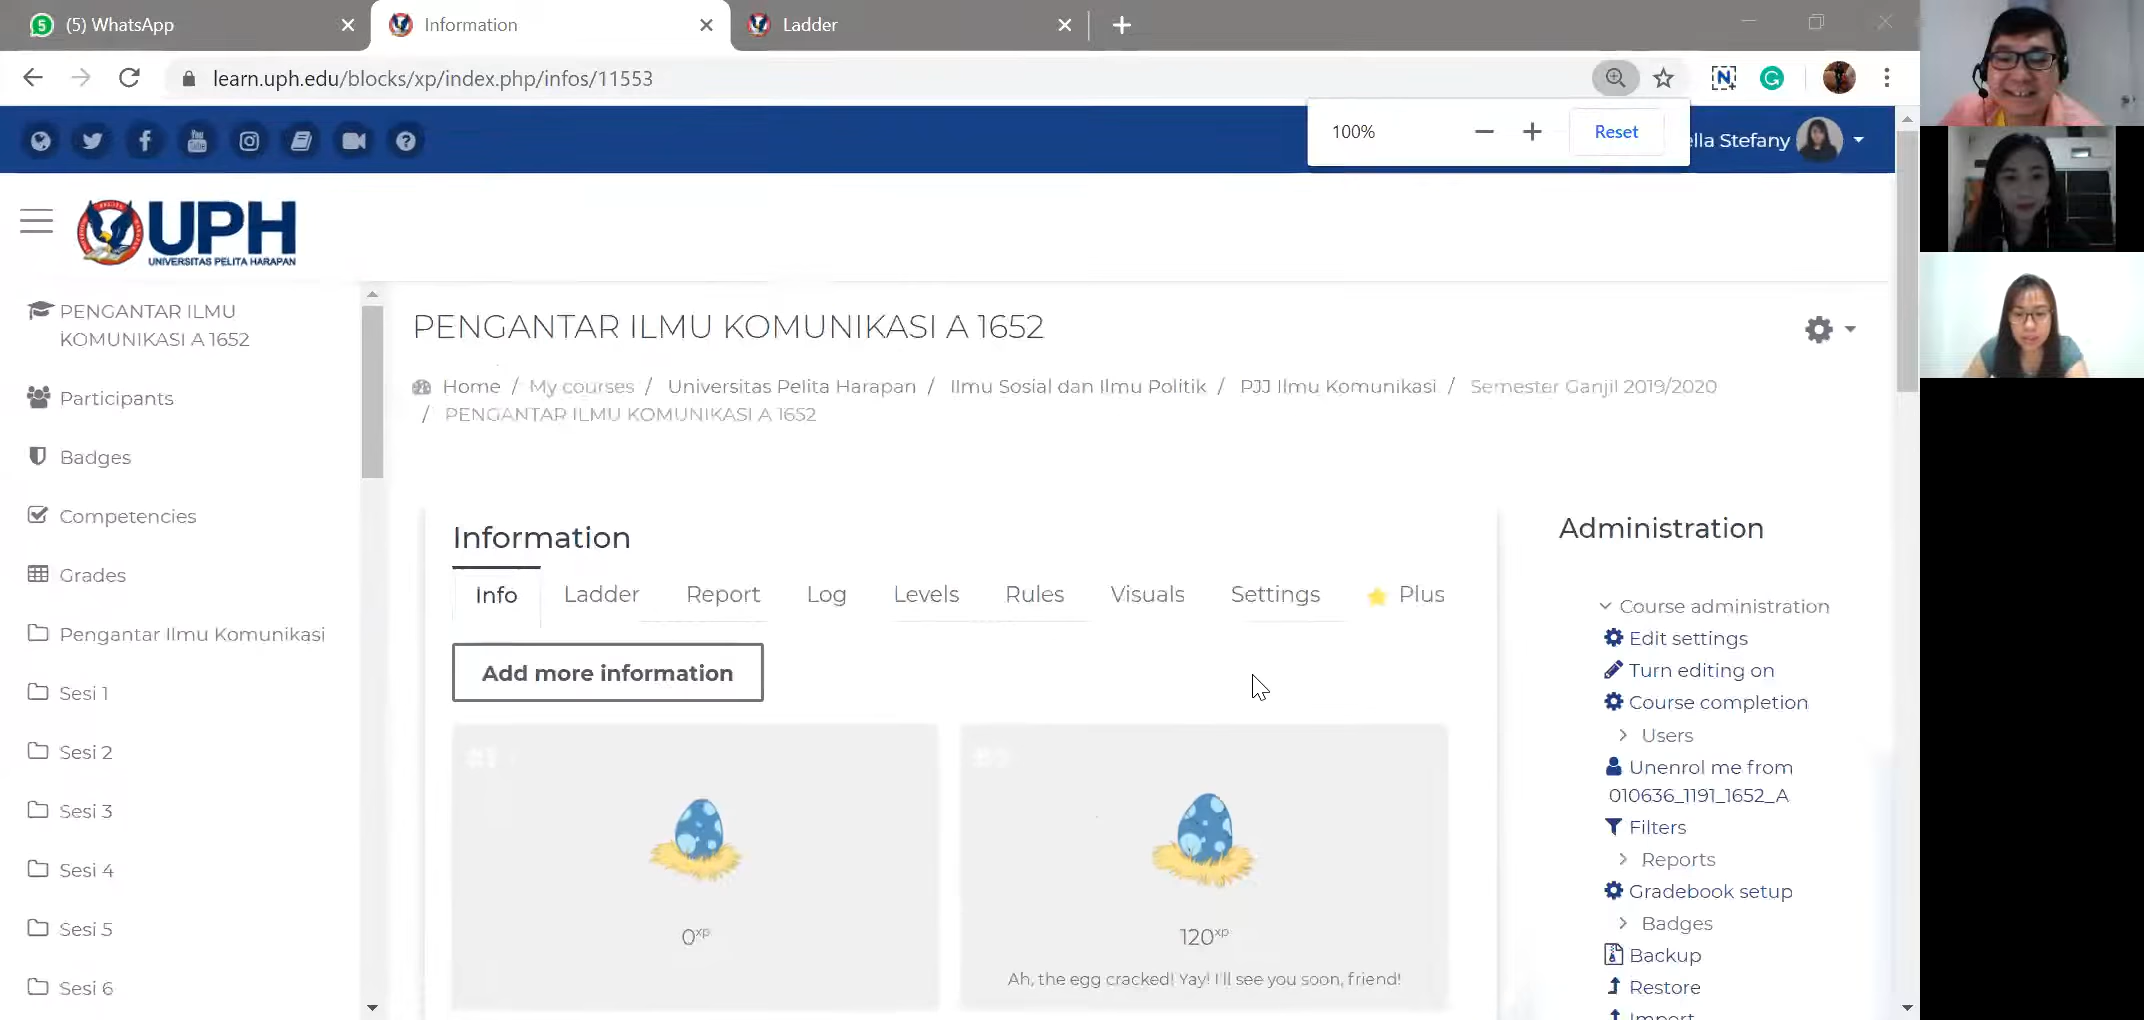 (5) WhatsApp
Information
Ladder
learn.uph.edu/blocks/xp/index.php/infos/11553
100%
Reset
ella Stefany
UPH
UNIVERSITAS PELITA HARAPAN
PENGANTAR ILMU
KOMUNIKASI A 1652
Participants
Badges
Competencies
Grades
Pengantar Ilmu Komunikasi
Sesi 1
Sesi 2
Sesi 3
Sesi 4
Sesi 5
Sesi 6
PENGANTAR ILMU KOMUNIKASI A 1652
Home / My courses / Universitas Pelita Harapan / Ilmu Sosial dan Ilmu Politik / PJJ Ilmu Komunikasi / Semester Ganjil 2019/2020
/ PENGANTAR ILMU KOMUNIKASI A 1652
Information
Info Ladder Report Log Levels Rules Visuals Settings Plus
Add more information
#1
0xp
120xp
Ah, the egg cracked! Yay! I'll see you soon, friend!
Administration
Course administration
Edit settings
Turn editing on
Course completion
Users
Unenrol me from
010636_1191_1652_A
Filters
Reports
Gradebook setup
Badges
Backup
Restore
Import